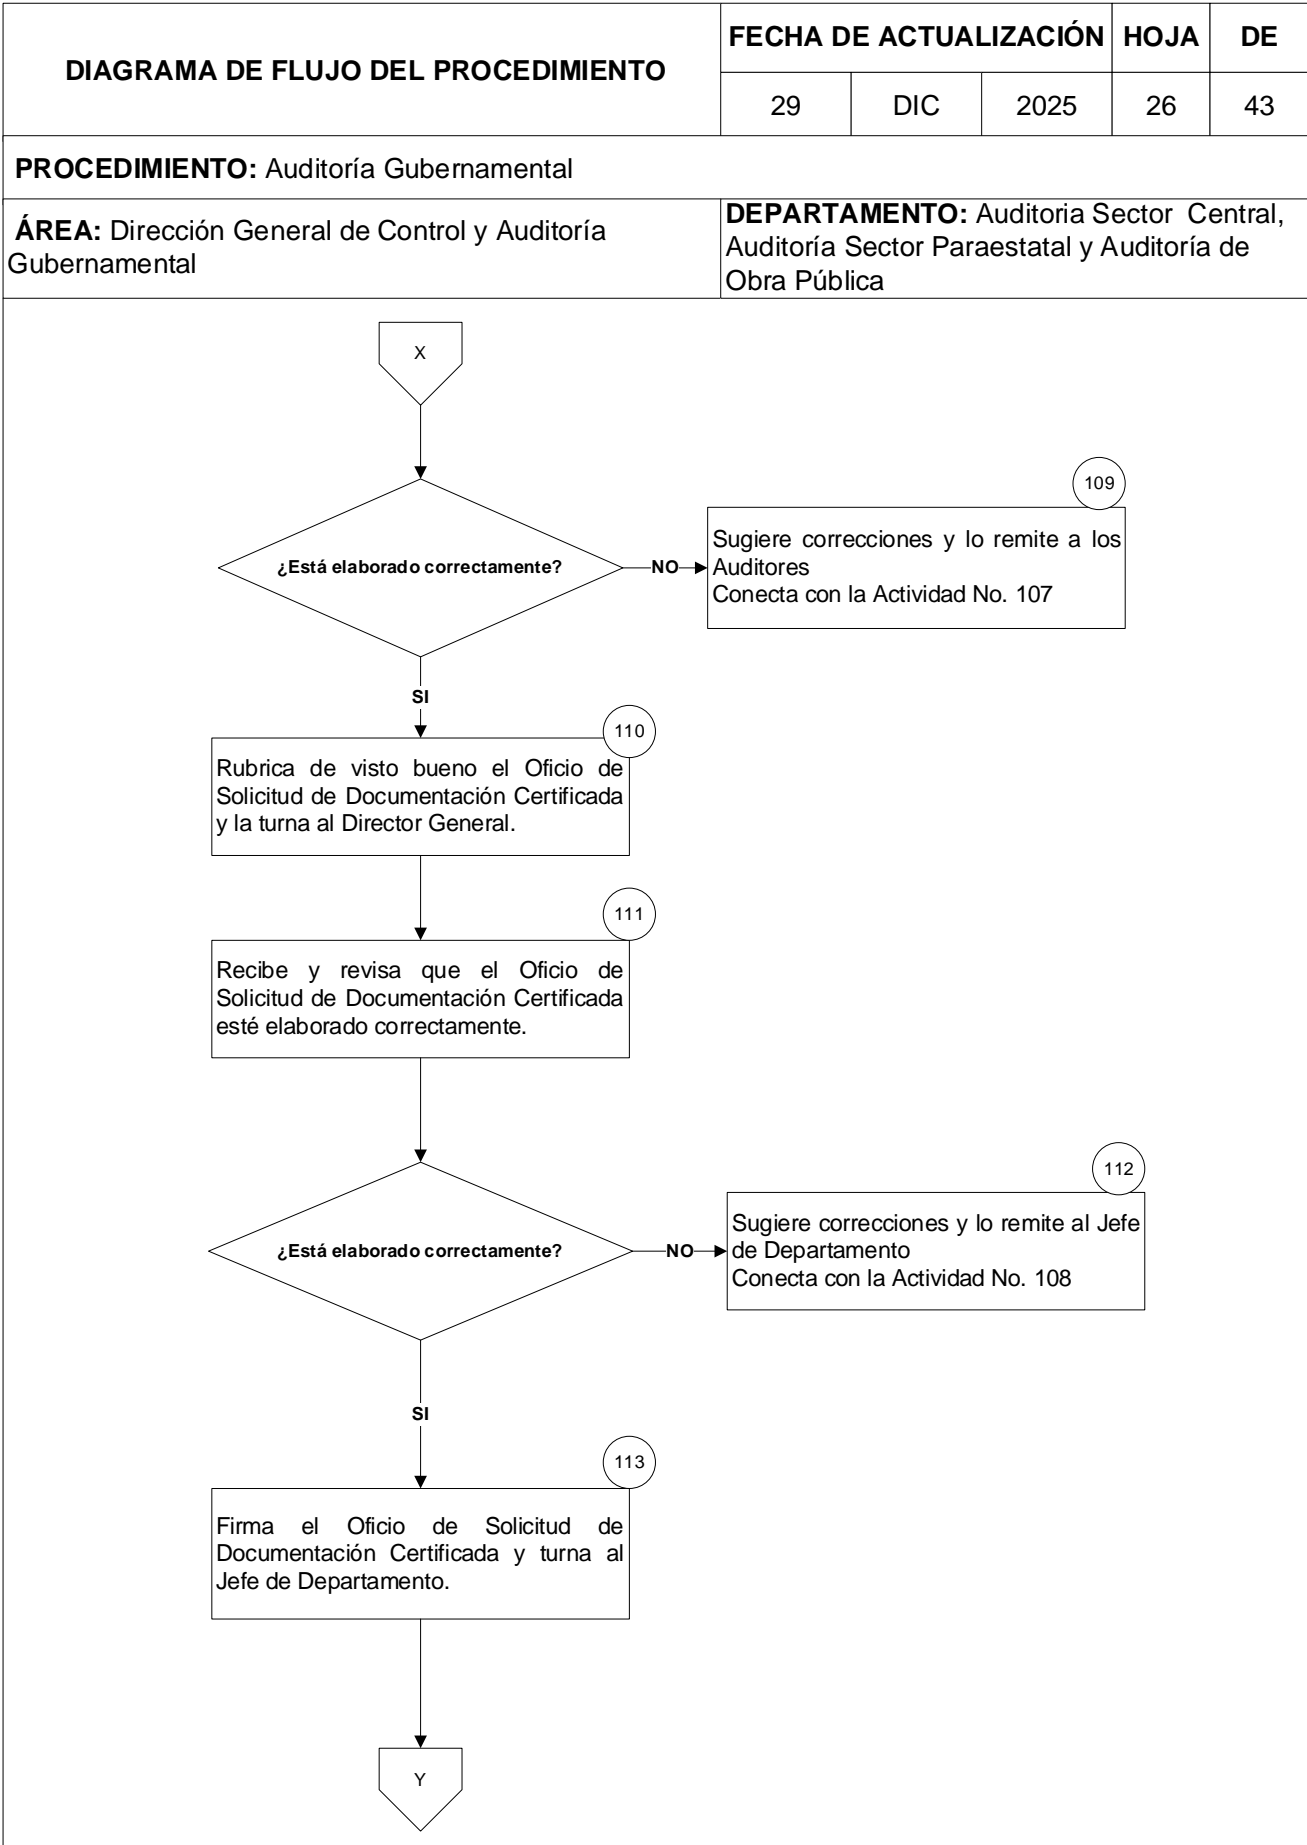 DIAGRAMA DE FLUJO DEL PROCEDIMIENTO
FECHA DE ACTUALIZACIÓN
HOJA
DE
29
DIC
2025
26
43
PROCEDIMIENTO: Auditoría Gubernamental
ÁREA: Dirección General de Control y Auditoría
Gubernamental
DEPARTAMENTO: Auditoria Sector Central,
Auditoría Sector Paraestatal y Auditoría de
Obra Pública
X
¿Está elaborado correctamente?
NO
109
Sugiere correcciones y lo remite a los
Auditores
Conecta con la Actividad No. 107
SI
110
Rubrica de visto bueno el Oficio de
Solicitud de Documentación Certificada
y la turna al Director General.
111
Recibe y revisa que el Oficio de
Solicitud de Documentación Certificada
esté elaborado correctamente.
¿Está elaborado correctamente?
NO
112
Sugiere correcciones y lo remite al Jefe
de Departamento
Conecta con la Actividad No. 108
SI
113
Firma el Oficio de Solicitud de
Documentación Certificada y turna al
Jefe de Departamento.
Y